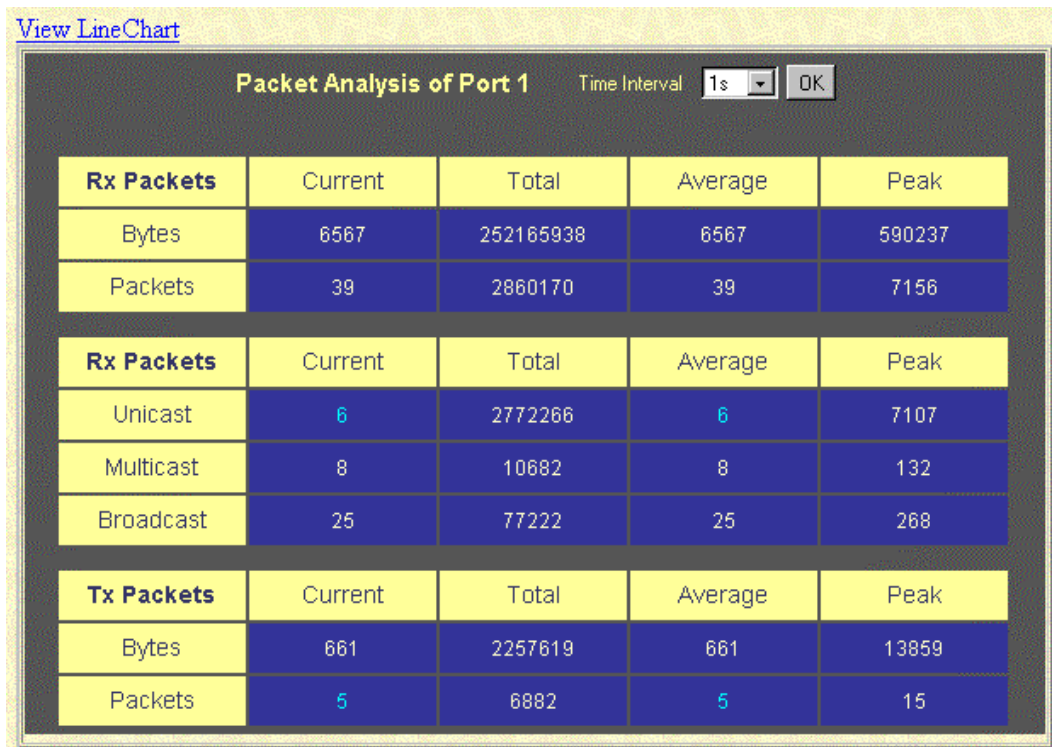 View LineChart
Packet Analysis of Port 1 Time Interval 1s OK
Rx Packets Current Total Average Peak
Bytes 6567 252165938 6567 590237
Packets 39 2860170 39 7156
Rx Packets Current Total Average Peak
Unicast 6 2772266 6 7107
Multicast 8 10682 8 132
Broadcast 25 77222 25 268
Tx Packets Current Total Average Peak
Bytes 661 2257619 661 13859
Packets 5 6882 5 15